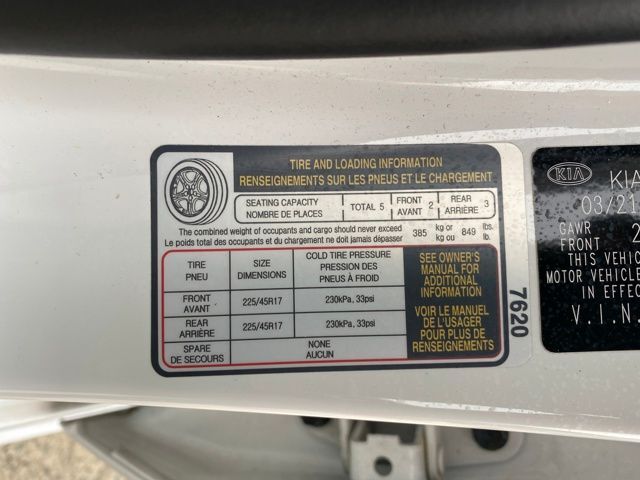 TIRE AND LOADING INFORMATION
RENSEIGNEMENTS SUR LES PNEUS ET LE CHARGEMENT
SEATING CAPACITY
NOMBRE DE PLACES
TOTAL 5
FRONT
AVANT 2
REAR
ARRIÈRE 3
The combined weight of occupants and cargo should never exceed
Le poids total des occupants et du chargement ne doit jamais dépasser
385 kg or 849 lbs.
kg ou lb.
TIRE
PNEU
SIZE
DIMENSIONS
COLD TIRE PRESSURE
PRESSION DES
PNEUS À FROID
SEE OWNER'S
MANUAL FOR
ADDITIONAL
INFORMATION
FRONT
AVANT
225/45R17
230kPa, 33psi
REAR
ARRIÈRE
225/45R17
230kPa, 33psi
VOIR LE MANUEL
DE L'USAGER
POUR PLUS DE
RENSEIGNEMENTS
SPARE
DE SECOURS
NONE
AUCUN
7620
KIA
KIA
03/21
GAWR
FRONT 2
THIS VEHIC
MOTOR VEHICLE
IN EFFEC
V.I.N